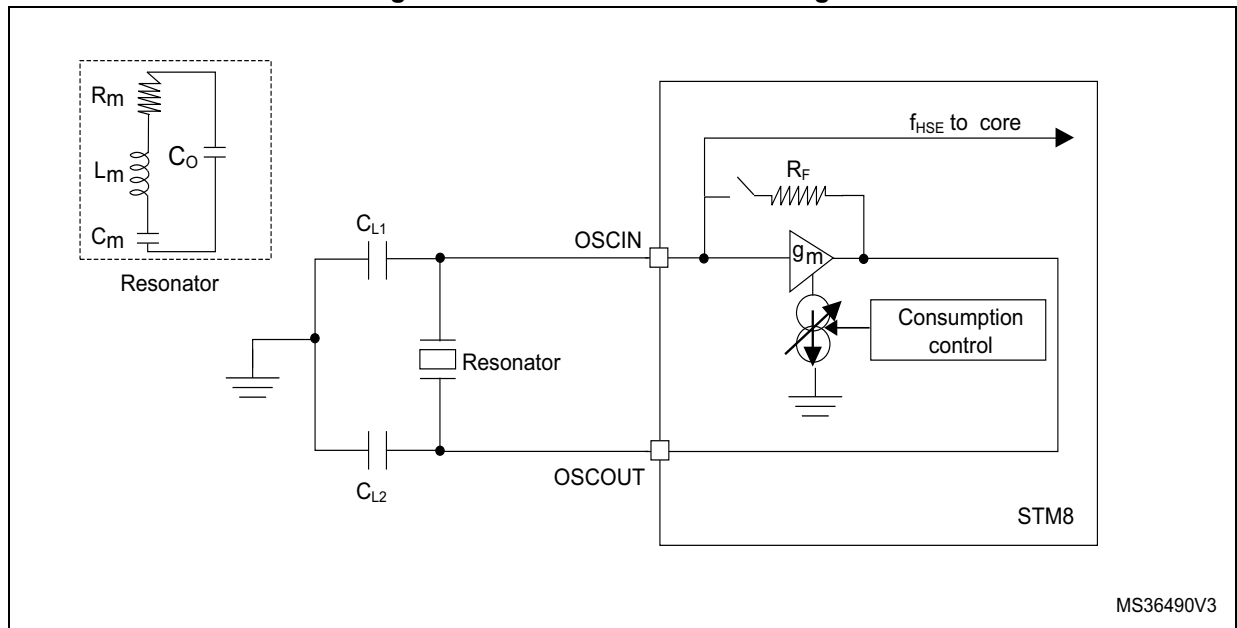 Rm
Lm
Cm
CO
Resonator
CL1
CL2
Resonator
OSCIN
OSCOUT
fHSE to core
RF
gm
Consumption
control
STM8
MS36490V3